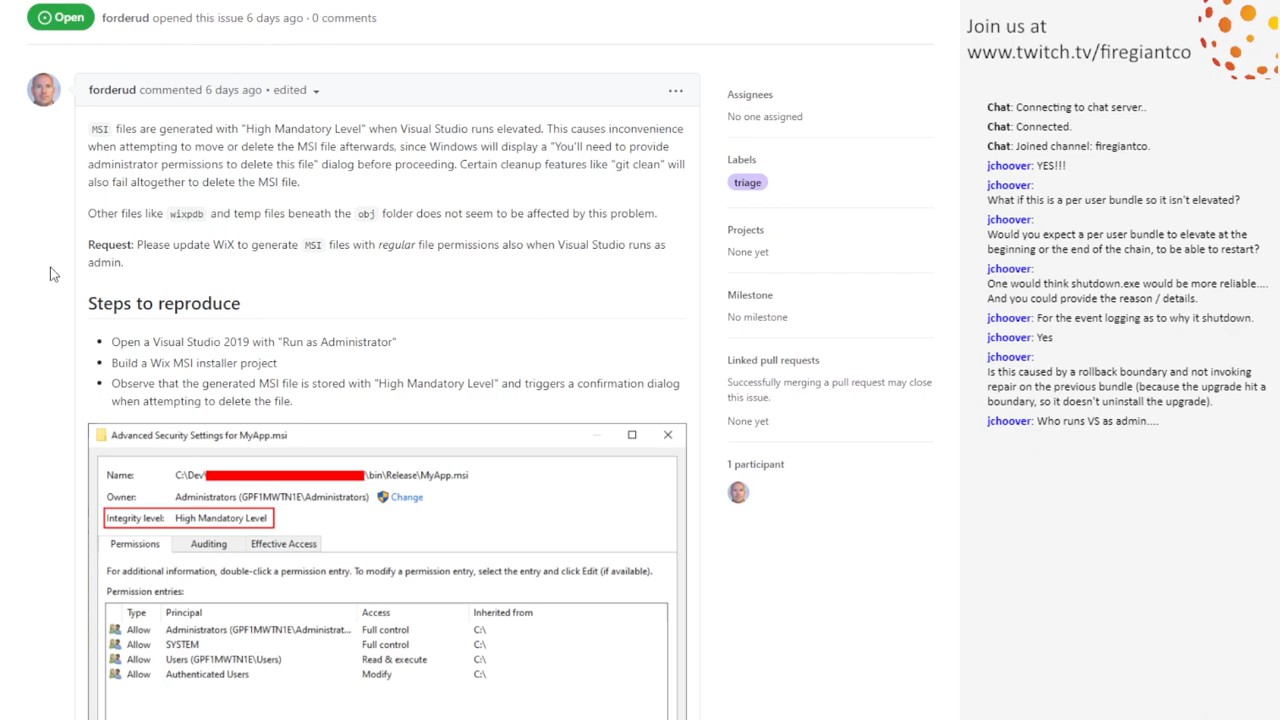 Open
forderud opened this issue 6 days ago · 0 comments
forderud commented 6 days ago • edited
MSI files are generated with "High Mandatory Level" when Visual Studio runs elevated. This causes inconvenience
when attempting to move or delete the MSI file afterwards, since Windows will display a "You'll need to provide
administrator permissions to delete this file" dialog before proceeding. Certain cleanup features like "git clean" will
also fail altogether to delete the MSI file.
Other files like wixpdb and temp files beneath the obj folder does not seem to be affected by this problem.
Request: Please update WiX to generate MSI files with regular file permissions also when Visual Studio runs as
admin.
Steps to reproduce
• Open a Visual Studio 2019 with "Run as Administrator"
• Build a Wix MSI installer project
• Observe that the generated MSI file is stored with "High Mandatory Level" and triggers a confirmation dialog
when attempting to delete the file.
Advanced Security Settings for MyApp.msi
Name: C:\Dev\ \bin\Release\MyApp.msi
Owner: Administrators (GPF1MWTN1E\Administrators) Change
Integrity level: High Mandatory Level
Permissions Auditing Effective Access
For additional information, double-click a permission entry. To modify a permission entry, select the entry and click Edit (if available).
Permission entries:
Type Principal Access Inherited from
Allow Administrators (GPF1MWTN1E\Administrat... Full control C:\
Allow SYSTEM Full control C:\
Allow Users (GPF1MWTN1E\Users) Read & execute C:\
Allow Authenticated Users Modify C:\
Assignees
No one assigned
Labels
triage
Projects
None yet
Milestone
No milestone
Linked pull requests
Successfully merging a pull request may close
this issue.
None yet
1 participant
Join us at
www.twitch.tv/firegiantco
Chat: Connecting to chat server..
Chat: Connected.
Chat: Joined channel: firegiantco.
jchoover: YES!!!
jchoover:
What if this is a per user bundle so it isn't elevated?
jchoover:
Would you expect a per user bundle to elevate at the
beginning or the end of the chain, to be able to restart?
jchoover:
One would think shutdown.exe would be more reliable....
And you could provide the reason / details.
jchoover: For the event logging as to why it shutdown.
jchoover: Yes
jchoover:
Is this caused by a rollback boundary and not invoking
repair on the previous bundle (because the upgrade hit a
boundary, so it doesn't uninstall the upgrade).
jchoover: Who runs VS as admin....